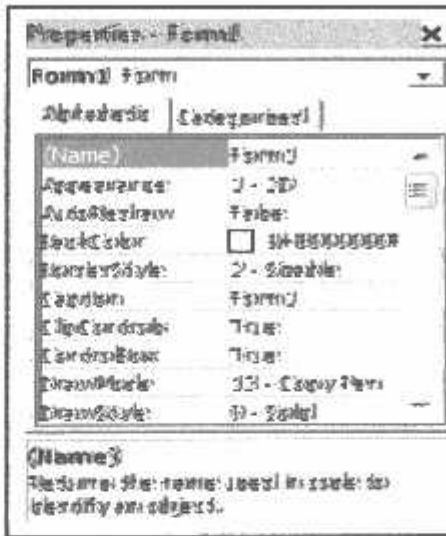 Properties - Form1
Form1 Form
Alphabetic Categorized
(Name) Form1
Appearance 1 - 3D
AutoRedraw False
BackColor
BorderStyle 2 - Sizable
Caption Form1
ClipControls True
ControlBox True
DrawMode 13 - Copy Pen
DrawStyle 0 - Solid
(Name)
Returns the name used in code to
identify an object.